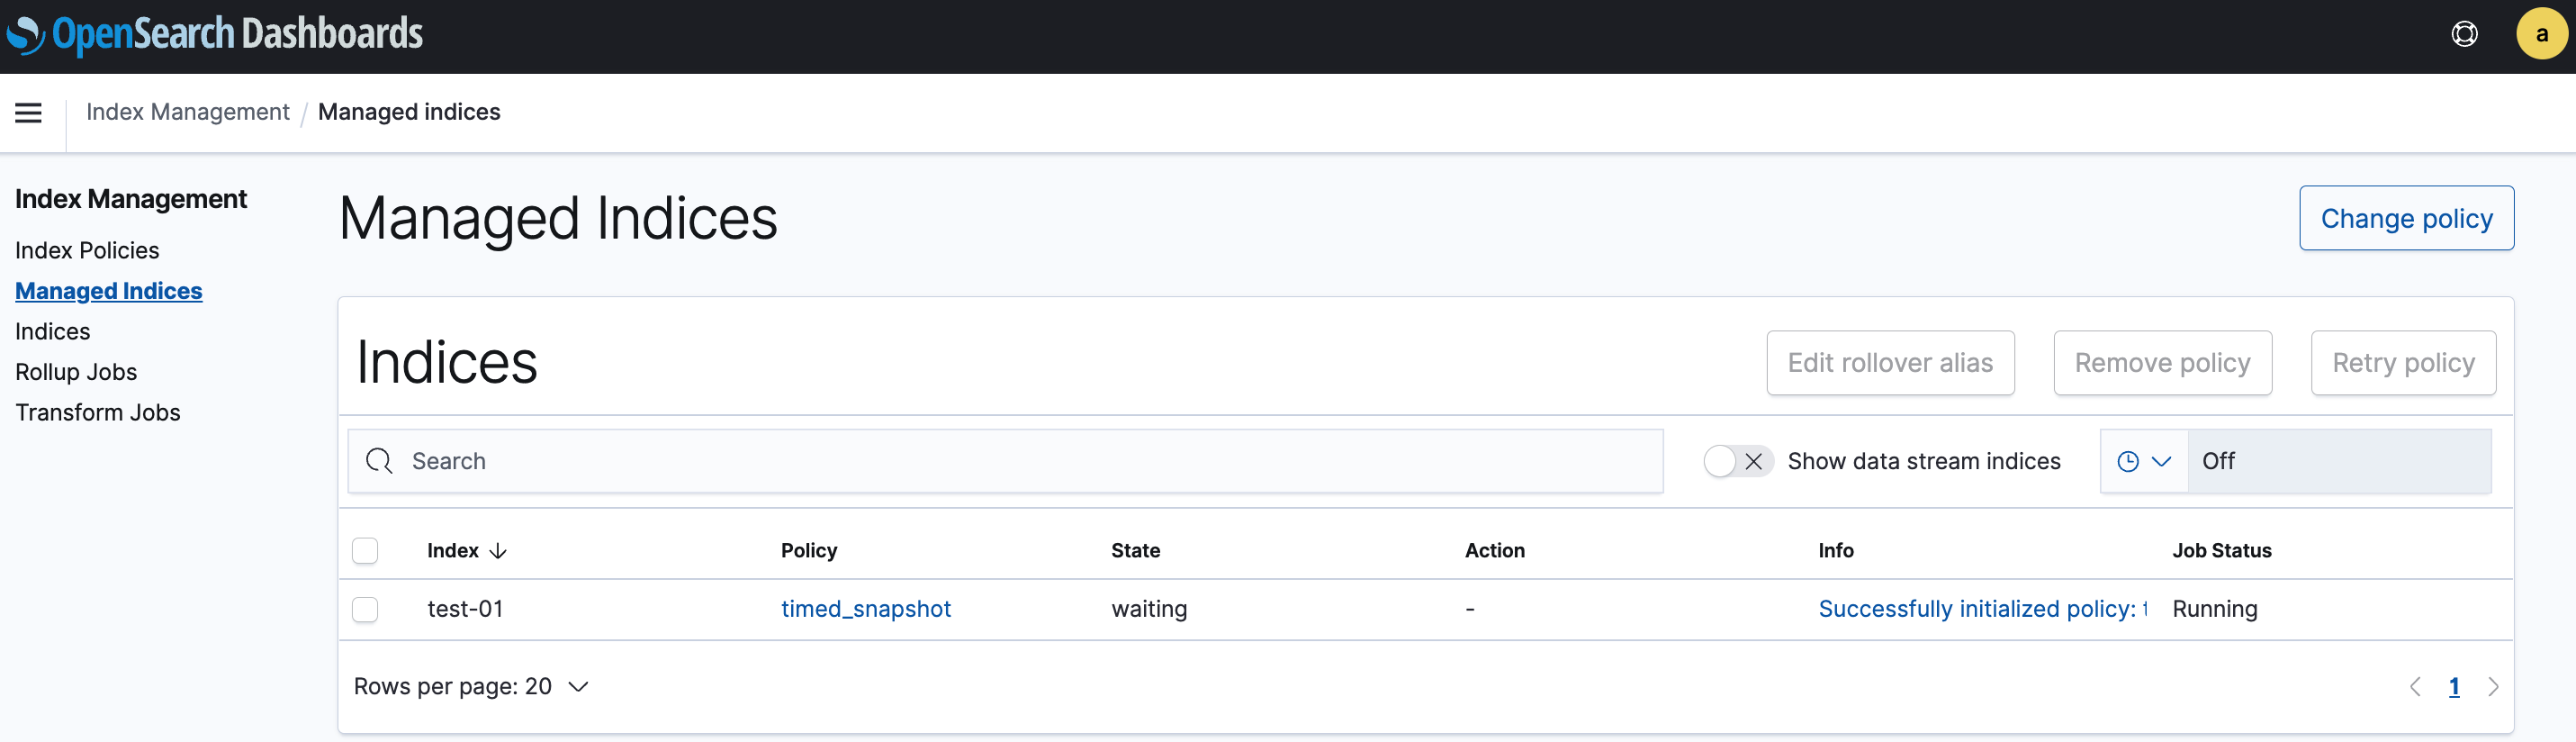 OpenSearch Dashboards
a
Index Management / Managed indices
Index Management
Index Policies
Managed Indices
Indices
Rollup Jobs
Transform Jobs
Managed Indices
Change policy
Indices
Edit rollover alias
Remove policy
Retry policy
Search
Show data stream indices
Off
Index Policy State Action Info Job Status
test-01 timed_snapshot waiting - Successfully initialized policy: Running
Rows per page: 20
1